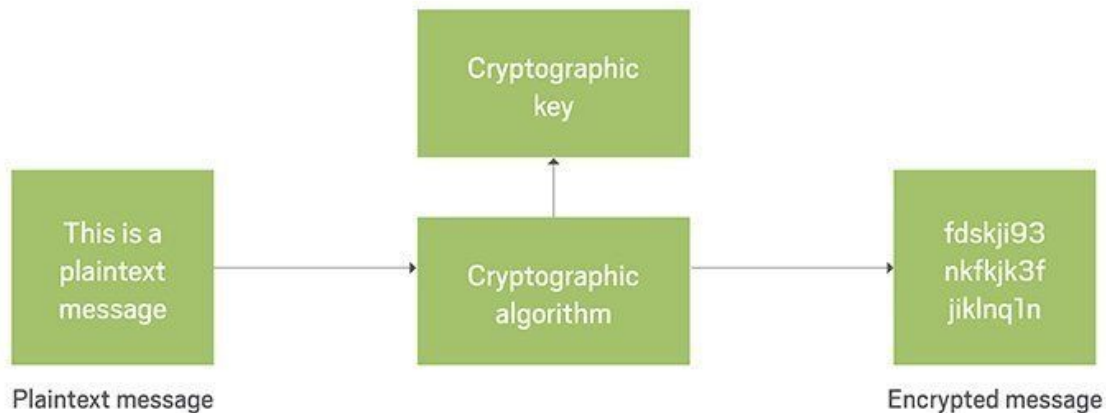 Cryptographic
key
This is a
plaintext
message
Cryptographic
algorithm
fdskji93
nkfkjk3f
jiklnq1n
Plaintext message
Encrypted message